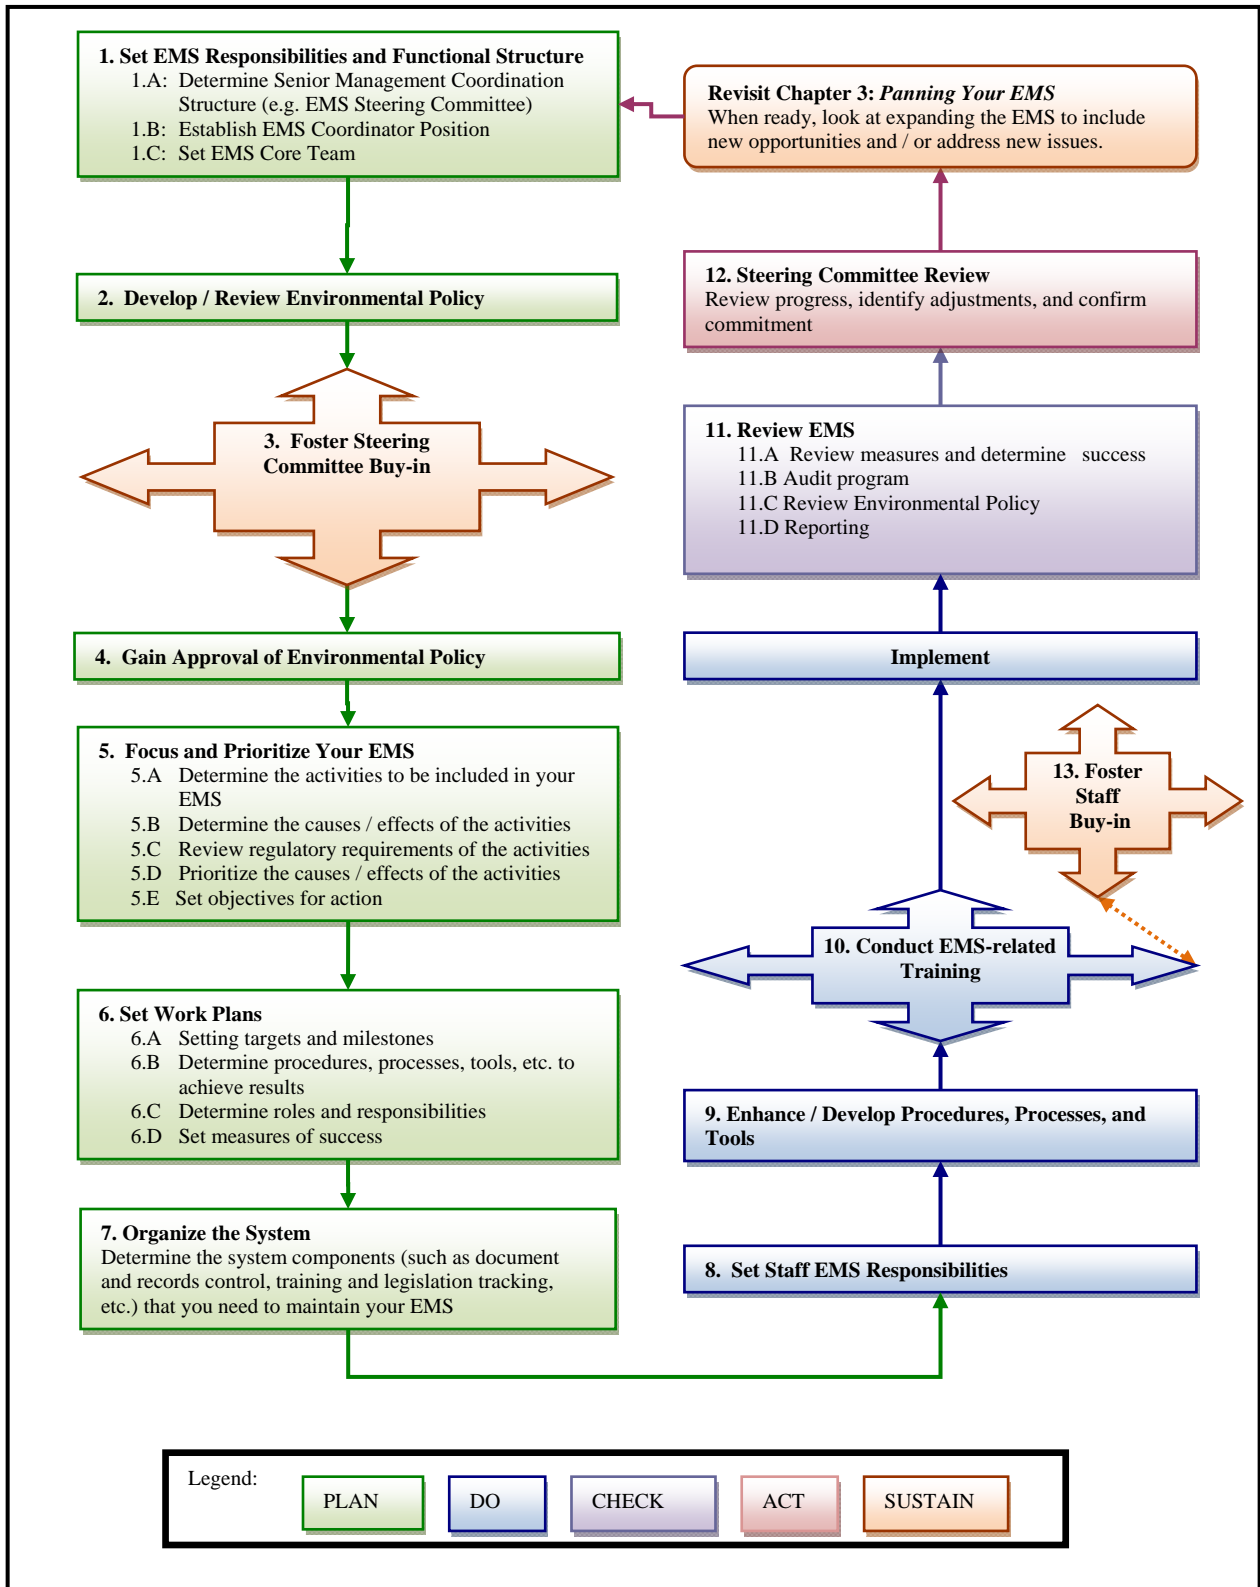 1. Set EMS Responsibilities and Functional Structure
1.A: Determine Senior Management Coordination
Structure (e.g. EMS Steering Committee)
1.B: Establish EMS Coordinator Position
1.C: Set EMS Core Team
2. Develop / Review Environmental Policy
3. Foster Steering
Committee Buy-in
4. Gain Approval of Environmental Policy
5. Focus and Prioritize Your EMS
5.A Determine the activities to be included in your
EMS
5.B Determine the causes / effects of the activities
5.C Review regulatory requirements of the activities
5.D Prioritize the causes / effects of the activities
5.E Set objectives for action
6. Set Work Plans
6.A Setting targets and milestones
6.B Determine procedures, processes, tools, etc. to
achieve results
6.C Determine roles and responsibilities
6.D Set measures of success
7. Organize the System
Determine the system components (such as document
and records control, training and legislation tracking,
etc.) that you need to maintain your EMS
8. Set Staff EMS Responsibilities
9. Enhance / Develop Procedures, Processes, and
Tools
10. Conduct EMS-related
Training
13. Foster
Staff
Buy-in
Implement
11. Review EMS
11.A Review measures and determine success
11.B Audit program
11.C Review Environmental Policy
11.D Reporting
12. Steering Committee Review
Review progress, identify adjustments, and confirm
commitment
Revisit Chapter 3: Panning Your EMS
When ready, look at expanding the EMS to include
new opportunities and / or address new issues.
Legend:
PLAN
DO
CHECK
ACT
SUSTAIN